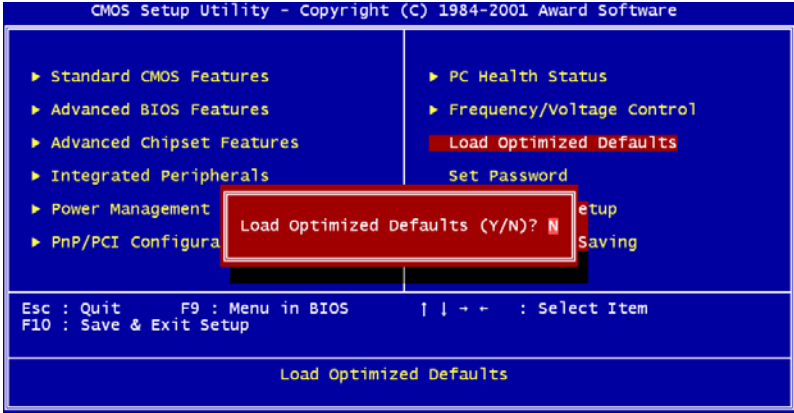 CMOS Setup Utility - Copyright (C) 1984-2001 Award Software
▶ Standard CMOS Features
▶ Advanced BIOS Features
▶ Advanced Chipset Features
▶ Integrated Peripherals
▶ Power Management
▶ PnP/PCI Configura
▶ PC Health Status
▶ Frequency/Voltage Control
Load Optimized Defaults
Set Password
etup
Saving
Load Optimized Defaults (Y/N)? N
Esc : Quit F9 : Menu in BIOS ↑ ↓ → ← : Select Item
F10 : Save & Exit Setup
Load Optimized Defaults